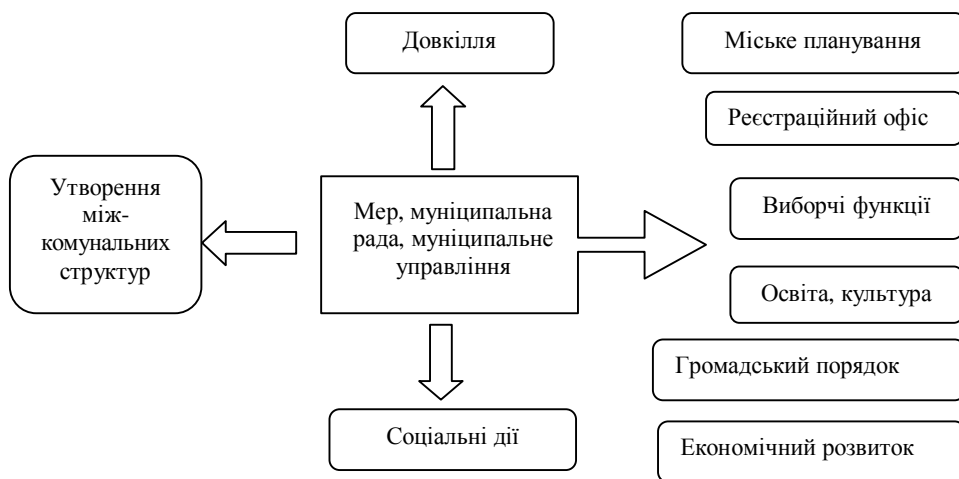 Довкілля
Міське планування
Реєстраційний офіс
Утворення
між-
комунальних
структур
Мер, муніципальна
рада, муніципальне
управління
Виборчі функції
Освіта, культура
Громадський порядок
Соціальні дії
Економічний розвиток